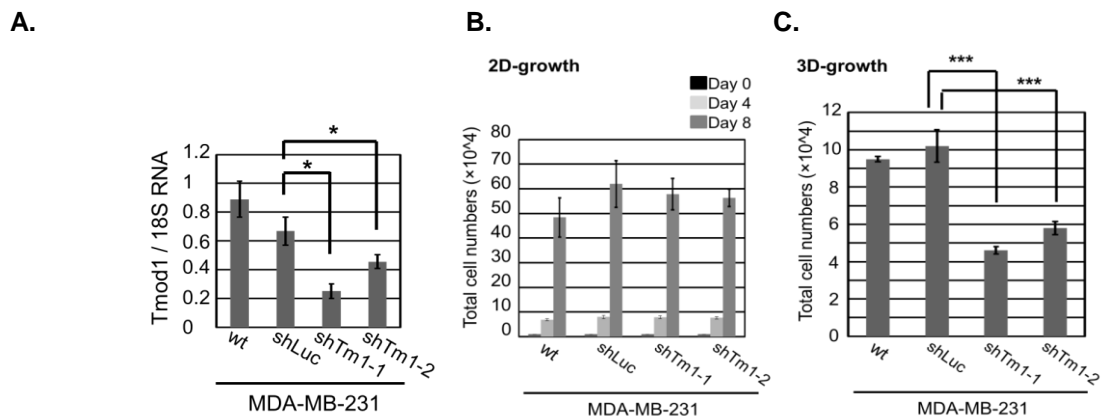 A.
B.
C.
Tmod1 / 18S RNA
1.2
1
0.8
0.6
0.4
0.2
0
*
*
wt
shLuc
shTm1-1
shTm1-2
MDA-MB-231
2D-growth
Day 0
Day 4
Day 8
Total cell numbers (×10^4)
80
70
60
50
40
30
20
10
0
wt
shLuc
shTm1-1
shTm1-2
MDA-MB-231
3D-growth
***
***
Total cell numbers (×10^4)
12
10
8
6
4
2
0
wt
shLuc
shTm1-1
shTm1-2
MDA-MB-231